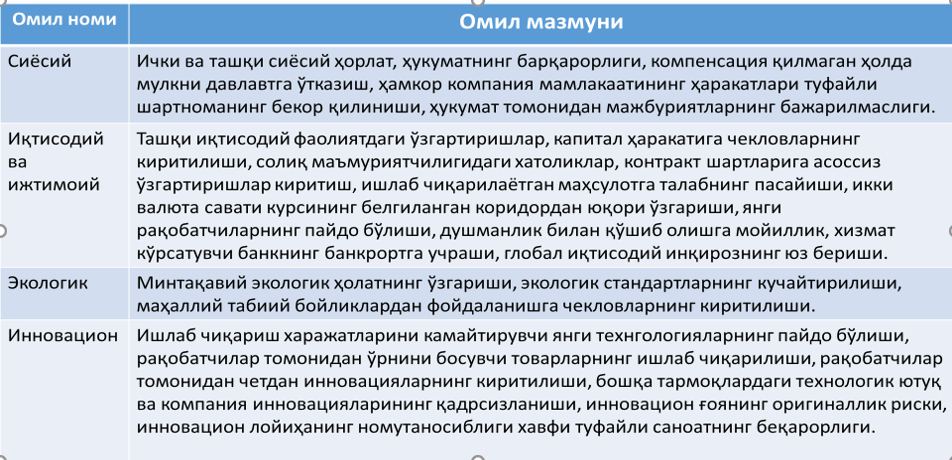 Омил номи
Омил мазмуни
Сиёсий
Ички ва ташқи сиёсий ҳорлат, ҳукуматнинг барқарорлиги, компенсация қилмаган ҳолда
мулкни давлавтга ўтказиш, ҳамкор компания мамлакаатининг ҳаракатлари туфайли
шартноманинг бекор қилиниши, ҳукумат томонидан мажбуриятларнинг бажарилмаслиги.
Иқтисодий
ва
ижтимоий
Ташқи иқтисодий фаолиятдаги ўзгартиришлар, капитал ҳаракатига чекловларнинг
киритилиши, солиқ маъмуриятчилигидаги хатоликлар, контракт шартларига асоссиз
ўзгартиришлар киритиш, ишлаб чиқарилаётган маҳсулотга талабнинг пасайиши, икки
валюта савати курсининг белгиланган коридордан юқори ўзгариши, янги
рақобатчиларнинг пайдо бўлиши, душманлик билан қўшиб олишга мойиллик, хизмат
кўрсатувчи банкнинг банкрортга учраши, глобал иқтисодий инқирознинг юз бериши.
Экологик
Минтақавий экологик ҳолатнинг ўзгариши, экологик стандартларнинг кучайтирилиши,
маҳаллий табиий бойликлардан фойдаланишга чекловларнинг киритилиши.
Инновацион
Ишлаб чиқариш харажатларини камайтирувчи янги технгологияларнинг пайдо бўлиши,
рақобатчилар томонидан ўрнини босувчи товарларнинг ишлаб чиқарилиши, рақобатчилар
томонидан четдан инновацияларнинг киритилиши, бошқа тармоқлардаги технологик ютуқ
ва компания инновацияларининг қадрсизланиши, инновацион ғоянинг оригиналлик риски,
инновацион лойиҳанинг номутаносиблиги хавфи туфайли саноатнинг беқарорлиги.